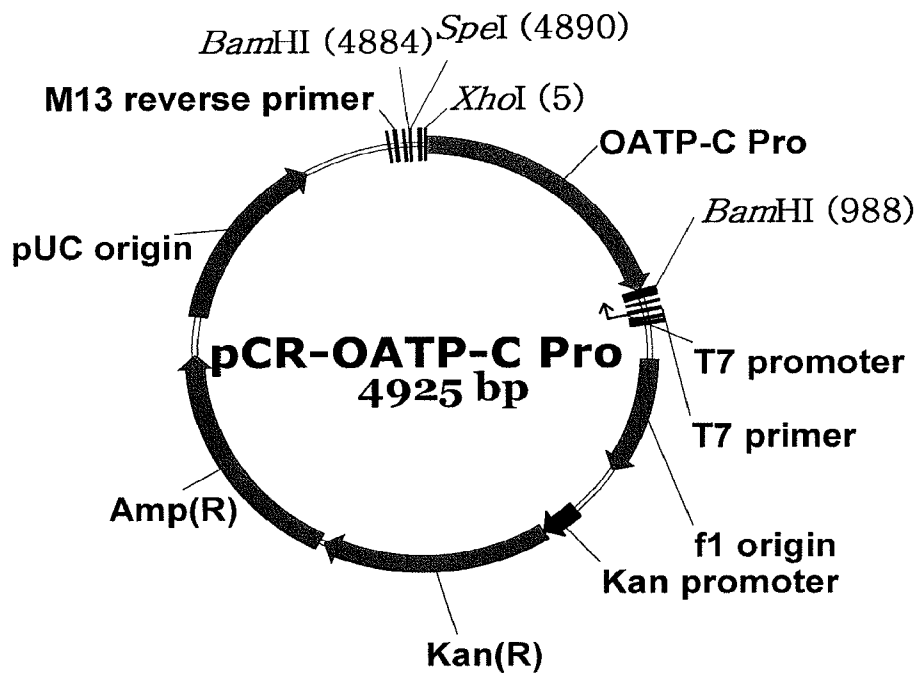 BamHI (4884)
SpeI (4890)
M13 reverse primer
XhoI (5)
OATP-C Pro
BamHI (988)
pUC origin
pCR-OATP-C Pro
4925 bp
T7 promoter
T7 primer
Amp(R)
f1 origin
Kan promoter
Kan(R)